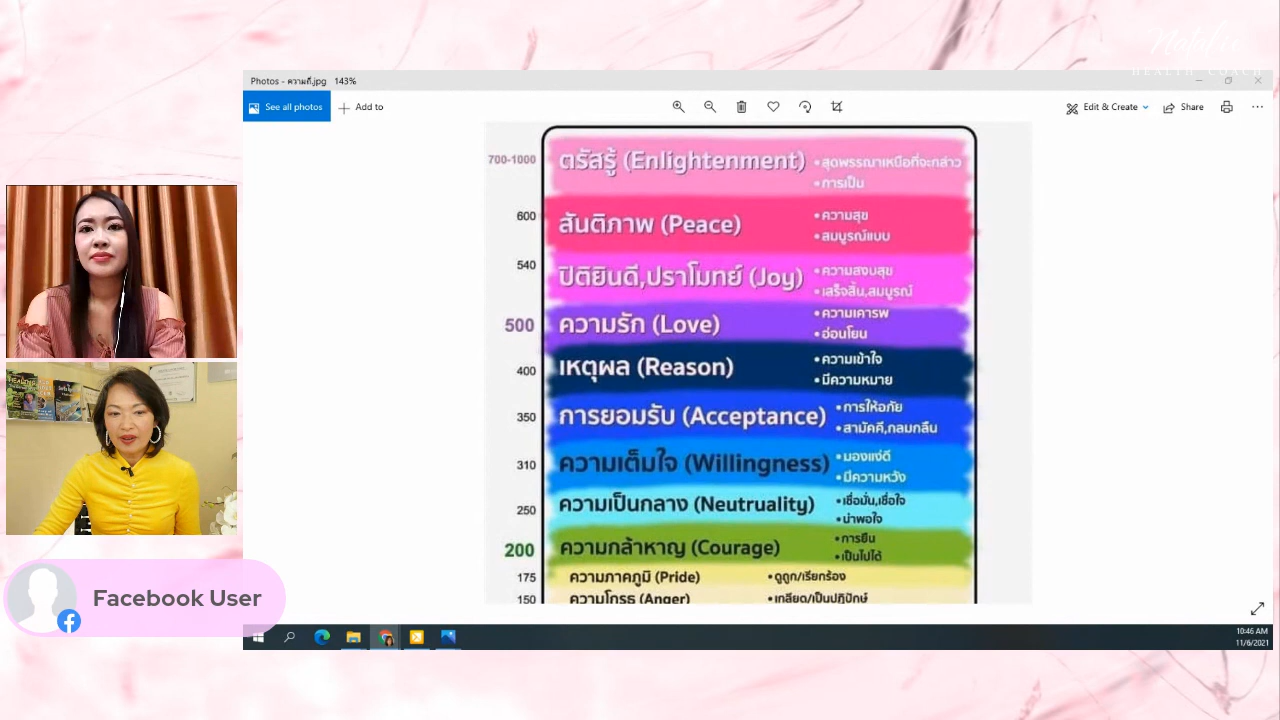 Natalie
HEALTH COACH
Photos - ความดี.jpg 143%
See all photos
Add to
Edit & Create
Share
700-1000 ตรัสรู้ (Enlightenment) •สุดพรรณาเหนือที่จะกล่าว
•การเป็น
600 สันติภาพ (Peace) •ความสุข
•สมบูรณ์แบบ
540 ปิติยินดี,ปราโมทย์ (Joy) •ความสงบสุข
•เสร็จสิ้น,สมบูรณ์
500 ความรัก (Love) •ความเคารพ
•อ่อนโยน
400 เหตุผล (Reason) •ความเข้าใจ
•มีความหมาย
350 การยอมรับ (Acceptance) •การให้อภัย
•สามัคคี,กลมกลืน
310 ความเต็มใจ (Willingness) •มองแง่ดี
•มีความหวัง
250 ความเป็นกลาง (Neutruality) •เชื่อมั่น,เชื่อใจ
•น่าพอใจ
200 ความกล้าหาญ (Courage) •การยืน
•เป็นไปได้
175 ความภาคภูมิ (Pride) •ดูถูก/เรียกร้อง
150 ความโกรธ (Anger) •เกลียด/เป็นปฏิปักษ์
Facebook User
10:46 AM
11/6/2021